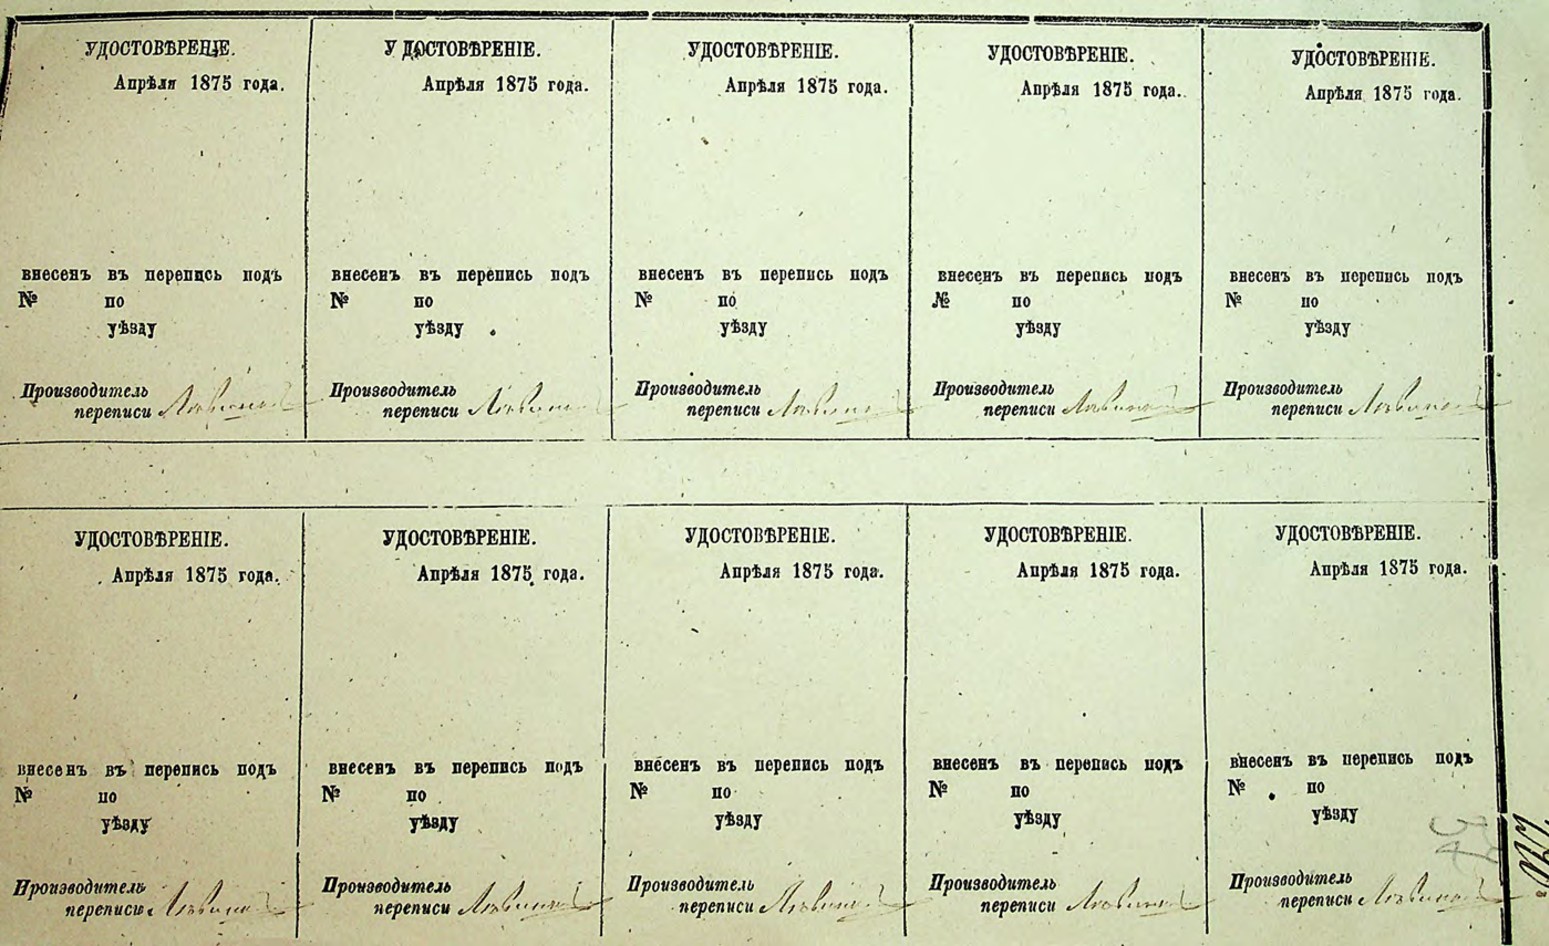 УДОСТОВѢРЕНІЕ.
Апрѣля 1875 года.
внесенъ въ перепись подъ
№ по
уѣзду
Производитель
переписи
УДОСТОВѢРЕНІЕ.
Апрѣля 1875 года.
внесенъ въ перепись подъ
№ по
уѣзду
Производитель
переписи
УДОСТОВѢРЕНІЕ.
Апрѣля 1875 года.
внесенъ въ перепись подъ
№ по
уѣзду
Производитель
переписи
УДОСТОВѢРЕНІЕ.
Апрѣля 1875 года.
внесенъ въ перепись подъ
№ по
уѣзду
Производитель
переписи
УДОСТОВѢРЕНІЕ.
Апрѣля 1875 года.
внесенъ въ перепись подъ
№ по
уѣзду
Производитель
переписи
УДОСТОВѢРЕНІЕ.
Апрѣля 1875 года.
внесенъ въ перепись подъ
№ по
уѣзду
Производитель
переписи
УДОСТОВѢРЕНІЕ.
Апрѣля 1875 года.
внесенъ въ перепись подъ
№ по
уѣзду
Производитель
переписи
УДОСТОВѢРЕНІЕ.
Апрѣля 1875 года.
внесенъ въ перепись подъ
№ по
уѣзду
Производитель
переписи
УДОСТОВѢРЕНІЕ.
Апрѣля 1875 года.
внесенъ въ перепись подъ
№ по
уѣзду
Производитель
переписи
УДОСТОВѢРЕНІЕ.
Апрѣля 1875 года.
внесенъ въ перепись подъ
№ по
уѣзду
Производитель
переписи